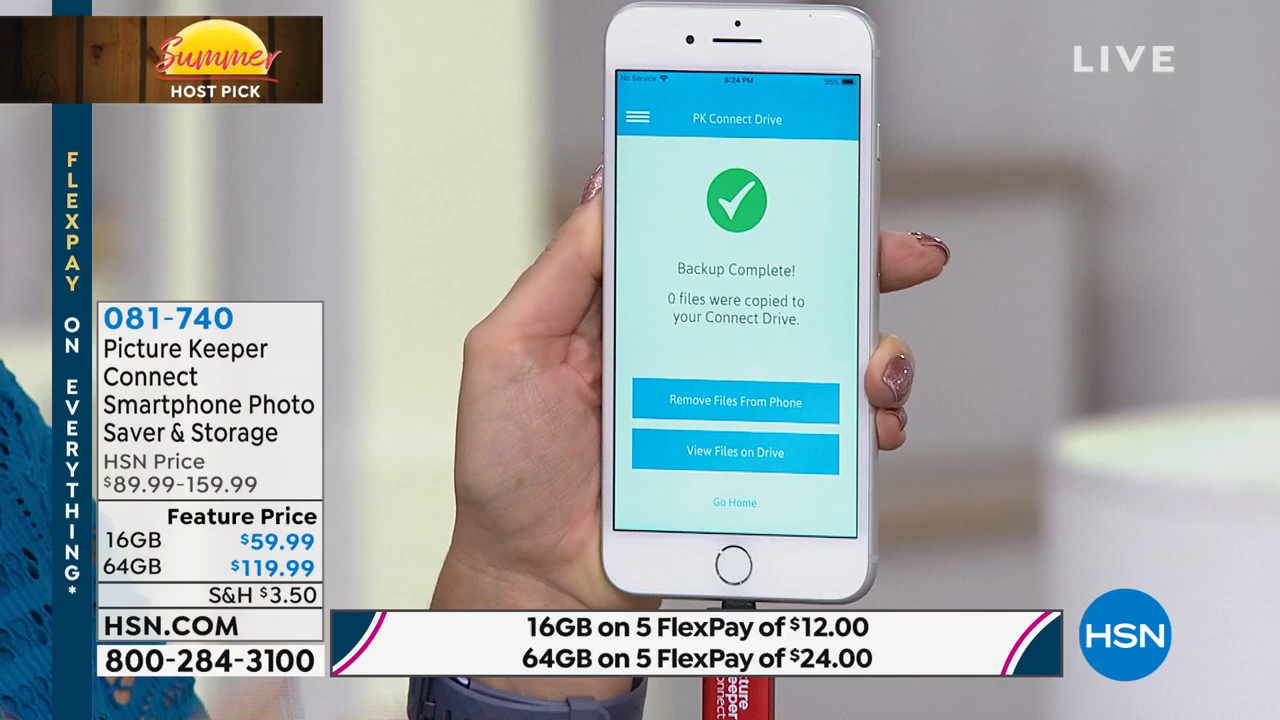 Summer
HOST PICK
LIVE
FLEXPAY ON EVERYTHING*
No Service
8:24 PM
95%
PK Connect Drive
Backup Complete!
0 files were copied to
your Connect Drive.
Remove Files From Phone
View Files on Drive
Go Home
081-740
Picture Keeper
Connect
Smartphone Photo
Saver & Storage
HSN Price
$89.99-159.99
Feature Price
16GB $59.99
64GB $119.99
S&H $3.50
HSN.COM
800-284-3100
16GB on 5 FlexPay of $12.00
64GB on 5 FlexPay of $24.00
HSN
ture
eeper
onnect